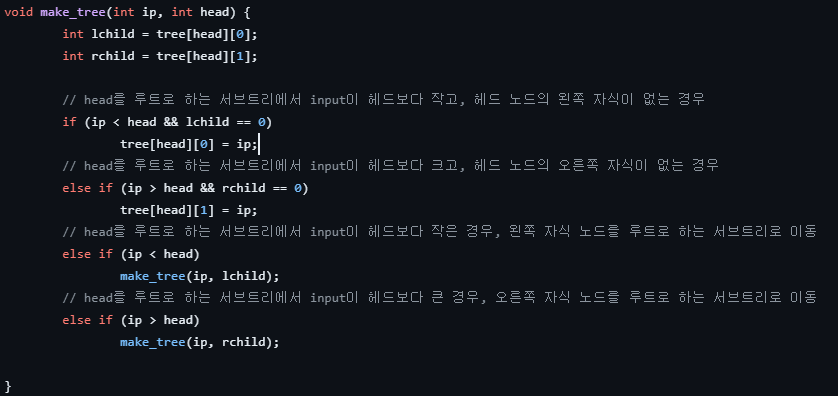 void make_tree(int ip, int head) {
int lchild = tree[head][0];
int rchild = tree[head][1];
// head를 루트로 하는 서브트리에서 input이 헤드보다 작고, 헤드 노드의 왼쪽 자식이 없는 경우
if (ip < head && lchild == 0)
tree[head][0] = ip;
// head를 루트로 하는 서브트리에서 input이 헤드보다 크고, 헤드 노드의 오른쪽 자식이 없는 경우
else if (ip > head && rchild == 0)
tree[head][1] = ip;
// head를 루트로 하는 서브트리에서 input이 헤드보다 작은 경우, 왼쪽 자식 노드를 루트로 하는 서브트리로 이동
else if (ip < head)
make_tree(ip, lchild);
// head를 루트로 하는 서브트리에서 input이 헤드보다 큰 경우, 오른쪽 자식 노드를 루트로 하는 서브트리로 이동
else if (ip > head)
make_tree(ip, rchild);
}